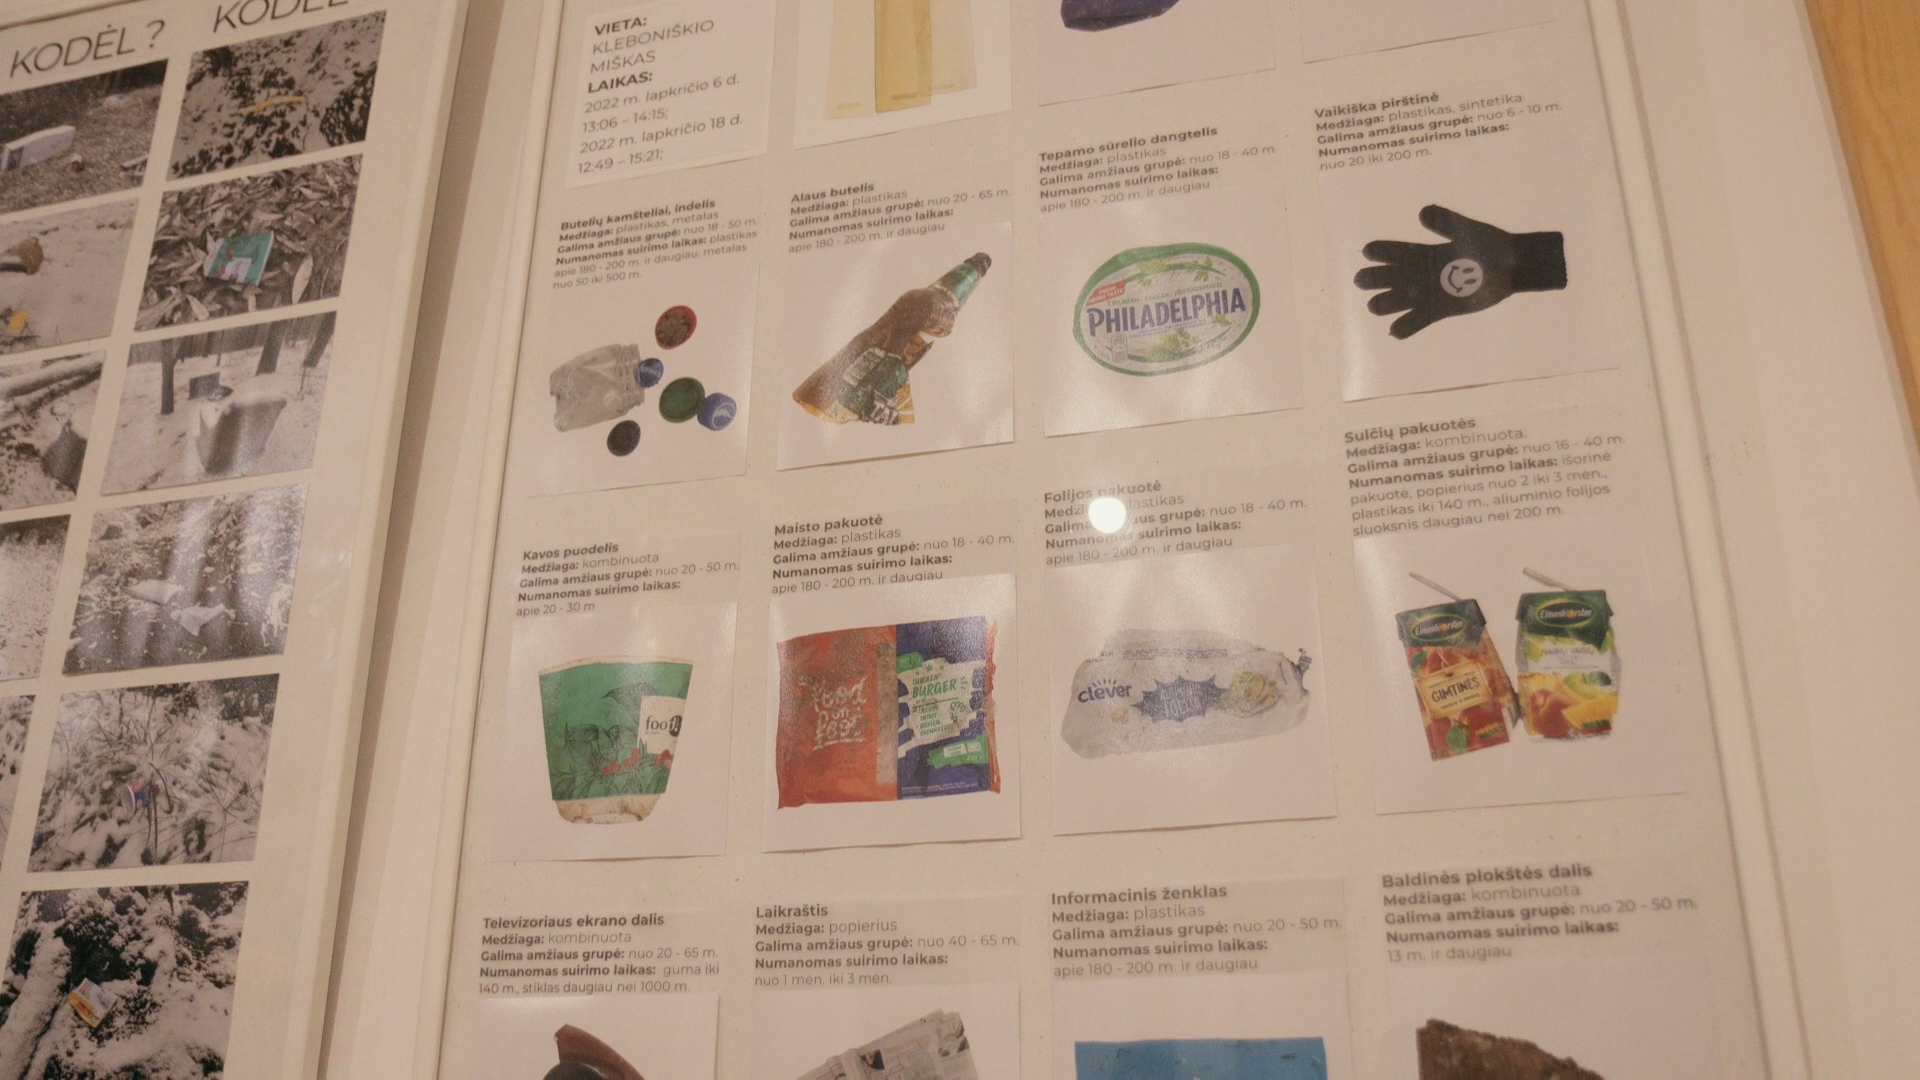 KODĖL ?
KODĖL
VIETA:
KLEBONIŠKIO
MIŠKAS
LAIKAS:
2022 m. lapkričio 6 d.
13:06 – 14:15;
2022 m. lapkričio 18 d.
12:49 – 15:21;
Butelių kamšteliai, indelis
Medžiaga: plastikas, metalas
Galima amžiaus grupė: nuo 18 - 50 m.
Numanomas suirimo laikas: plastikas
apie 180 - 200 m. ir daugiau, metalas
nuo 50 iki 500 m.
Alaus butelis
Medžiaga: plastikas
Galima amžiaus grupė: nuo 20 - 65 m.
Numanomas suirimo laikas:
apie 180 - 200 m. ir daugiau
Tepamo sūrelio dangtelis
Medžiaga: plastikas
Galima amžiaus grupė: nuo 18 - 40 m
Numanomas suirimo laikas:
apie 180 - 200 m. ir daugiau
PHILADELPHIA
Vaikiška pirštinė
Medžiaga: plastikas, sintetika
Galima amžiaus grupė: nuo 6 - 10 m.
Numanomas suirimo laikas:
nuo 20 iki 200 m.
Kavos puodelis
Medžiaga: kombinuota
Galima amžiaus grupė: nuo 20 - 50 m.
Numanomas suirimo laikas:
apie 20 - 30 m
foo
Maisto pakuotė
Medžiaga: plastikas
Galima amžiaus grupė: nuo 18 - 40 m.
Numanomas suirimo laikas:
apie 180 - 200 m. ir daugiau
food
on
foot
CHICKEN
BURGER
Folijos pakuotė
Medžiaga: plastikas
Galima amžiaus grupė: nuo 18 - 40 m.
Numanomas suirimo laikas:
apie 180 - 200 m. ir daugiau
clever
Sulčių pakuotės
Medžiaga: kombinuota.
Galima amžiaus grupė: nuo 16 - 40 m.
Numanomas suirimo laikas: išorinė
pakuotė, popierius nuo 2 iki 3 mėn.,
plastikas iki 140 m., aliuminio folijos
sluoksnis daugiau nei 200 m.
Elmenhorster
GIMTINĖS
Elmenhorster
Televizoriaus ekrano dalis
Medžiaga: kombinuota
Galima amžiaus grupė: nuo 20 - 65 m.
Numanomas suirimo laikas: guma iki
140 m., stiklas daugiau nei 1000 m.
Laikraštis
Medžiaga: popierius
Galima amžiaus grupė: nuo 40 - 65 m.
Numanomas suirimo laikas:
nuo 1 mėn. iki 3 mėn.
Informacinis ženklas
Medžiaga: plastikas
Galima amžiaus grupė: nuo 20 - 50 m.
Numanomas suirimo laikas:
apie 180 - 200 m. ir daugiau
Baldinės plokštės dalis
Medžiaga: kombinuota
Galima amžiaus grupė: nuo 20 - 50 m.
Numanomas suirimo laikas:
13 m. ir daugiau